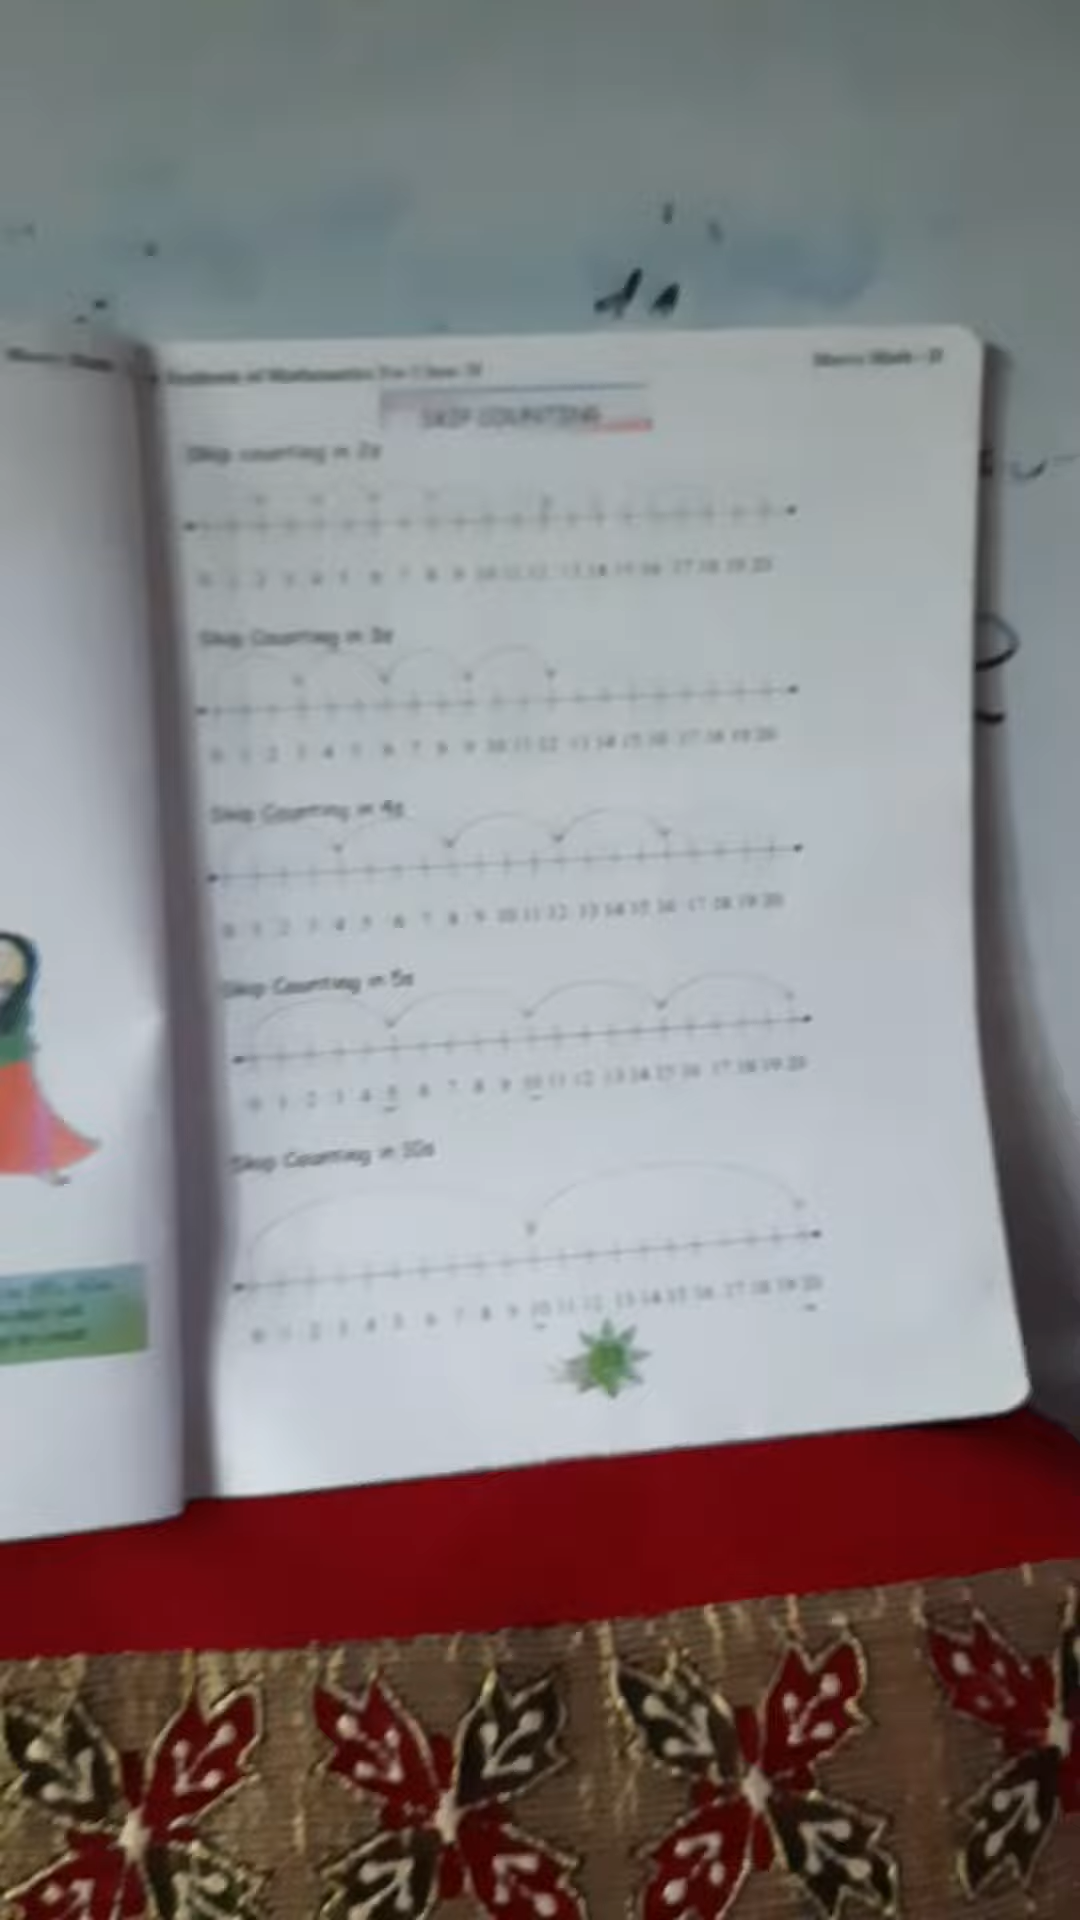 Textbook of Mathematics For Class
SKIP COUNTING
Skip counting in 2s
0 1 2 3 4 5 6 7 8 9 10 11 12 13 14 15 16 17 18 19 20
Skip Counting in 3s
0 1 2 3 4 5 6 7 8 9 10 11 12 13 14 15 16 17 18 19 20
Skip Counting in 4s
0 1 2 3 4 5 6 7 8 9 10 11 12 13 14 15 16 17 18 19 20
Skip Counting in 5s
0 1 2 3 4 5 6 7 8 9 10 11 12 13 14 15 16 17 18 19 20
Skip Counting in 10s
0 1 2 3 4 5 6 7 8 9 10 11 12 13 14 15 16 17 18 19 20